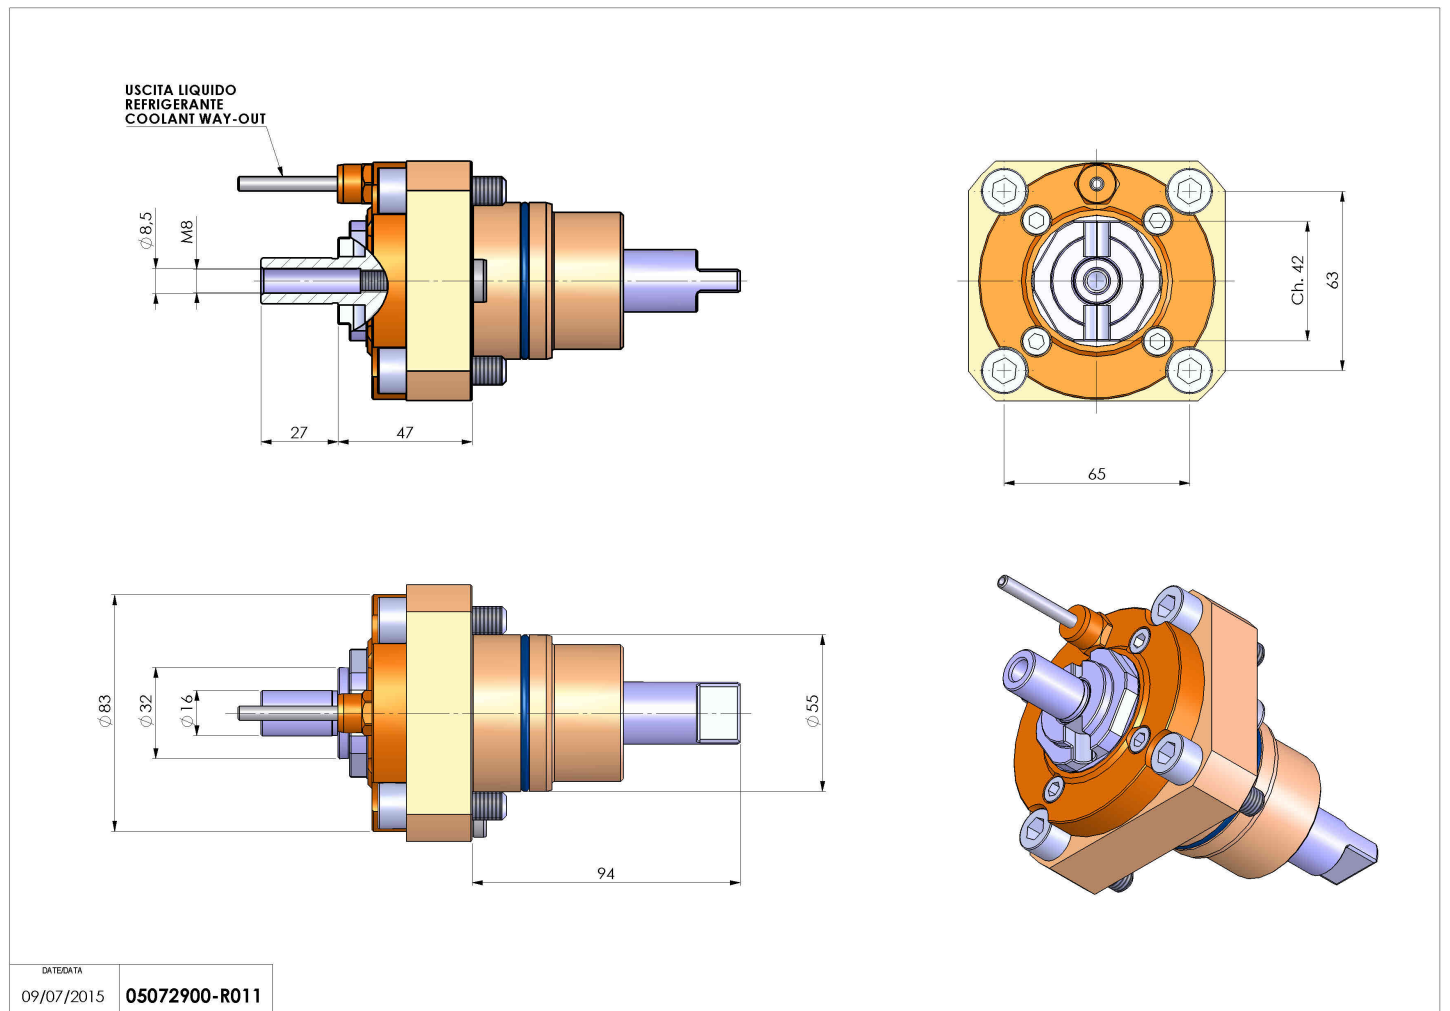 USCITA LIQUIDO
REFRIGERANTE
COOLANT WAY-OUT
∅8,5
M8
27
47
Ch. 42
63
65
∅83
∅32
∅16
∅55
94
DATE/DATA
09/07/2015
05072900-R011